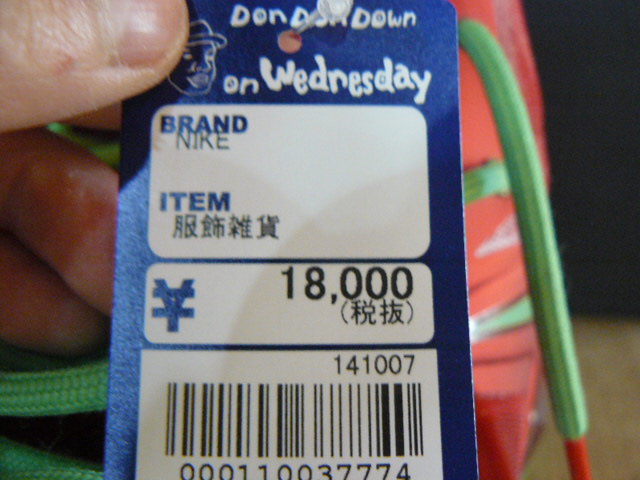 DON DON DOWN
on Wednesday
BRAND
NIKE
ITEM
服飾雑貨
¥ 18,000
(税抜)
141007
000110037774